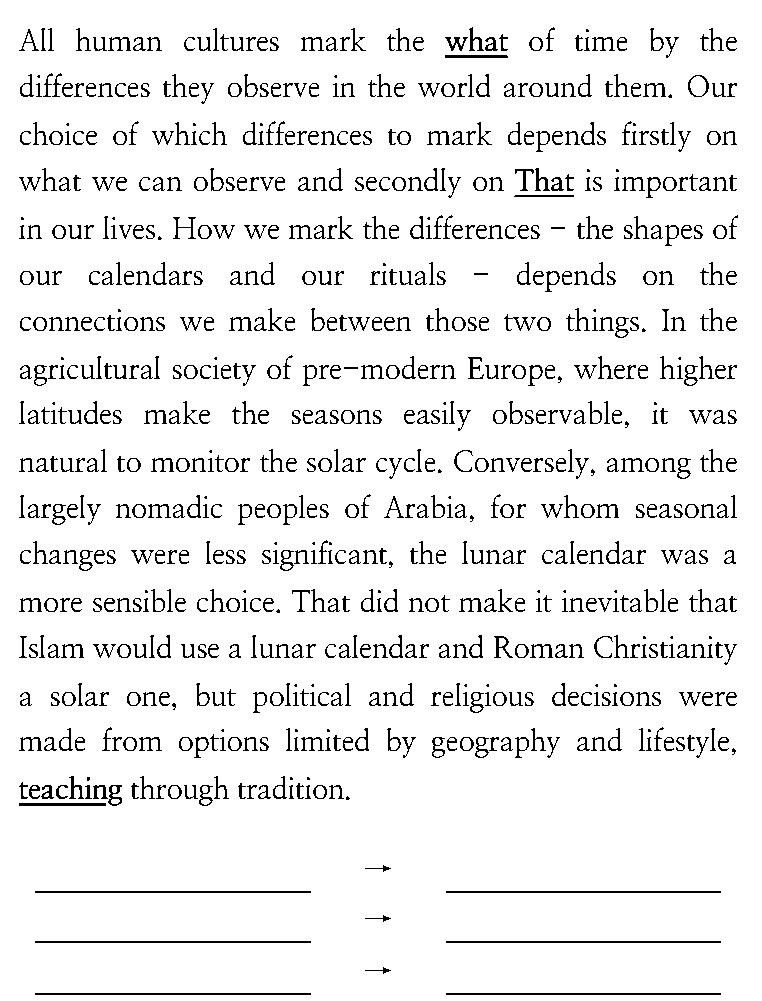 All human cultures mark the what of time by the
differences they observe in the world around them. Our
choice of which differences to mark depends firstly on
what we can observe and secondly on That is important
in our lives. How we mark the differences - the shapes of
our calendars and our rituals - depends on the
connections we make between those two things. In the
agricultural society of pre-modern Europe, where higher
latitudes make the seasons easily observable, it was
natural to monitor the solar cycle. Conversely, among the
largely nomadic peoples of Arabia, for whom seasonal
changes were less significant, the lunar calendar was a
more sensible choice. That did not make it inevitable that
Islam would use a lunar calendar and Roman Christianity
a solar one, but political and religious decisions were
made from options limited by geography and lifestyle,
teaching through tradition.
→
→
→